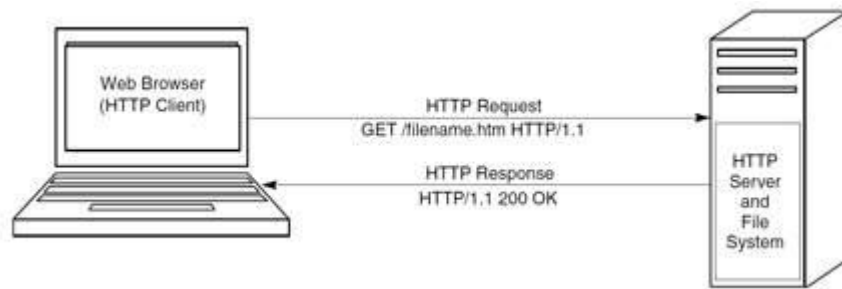 Web Browser
(HTTP Client)
HTTP Request
GET /filename.htm HTTP/1.1
HTTP Response
HTTP/1.1 200 OK
HTTP
Server
and
File
System